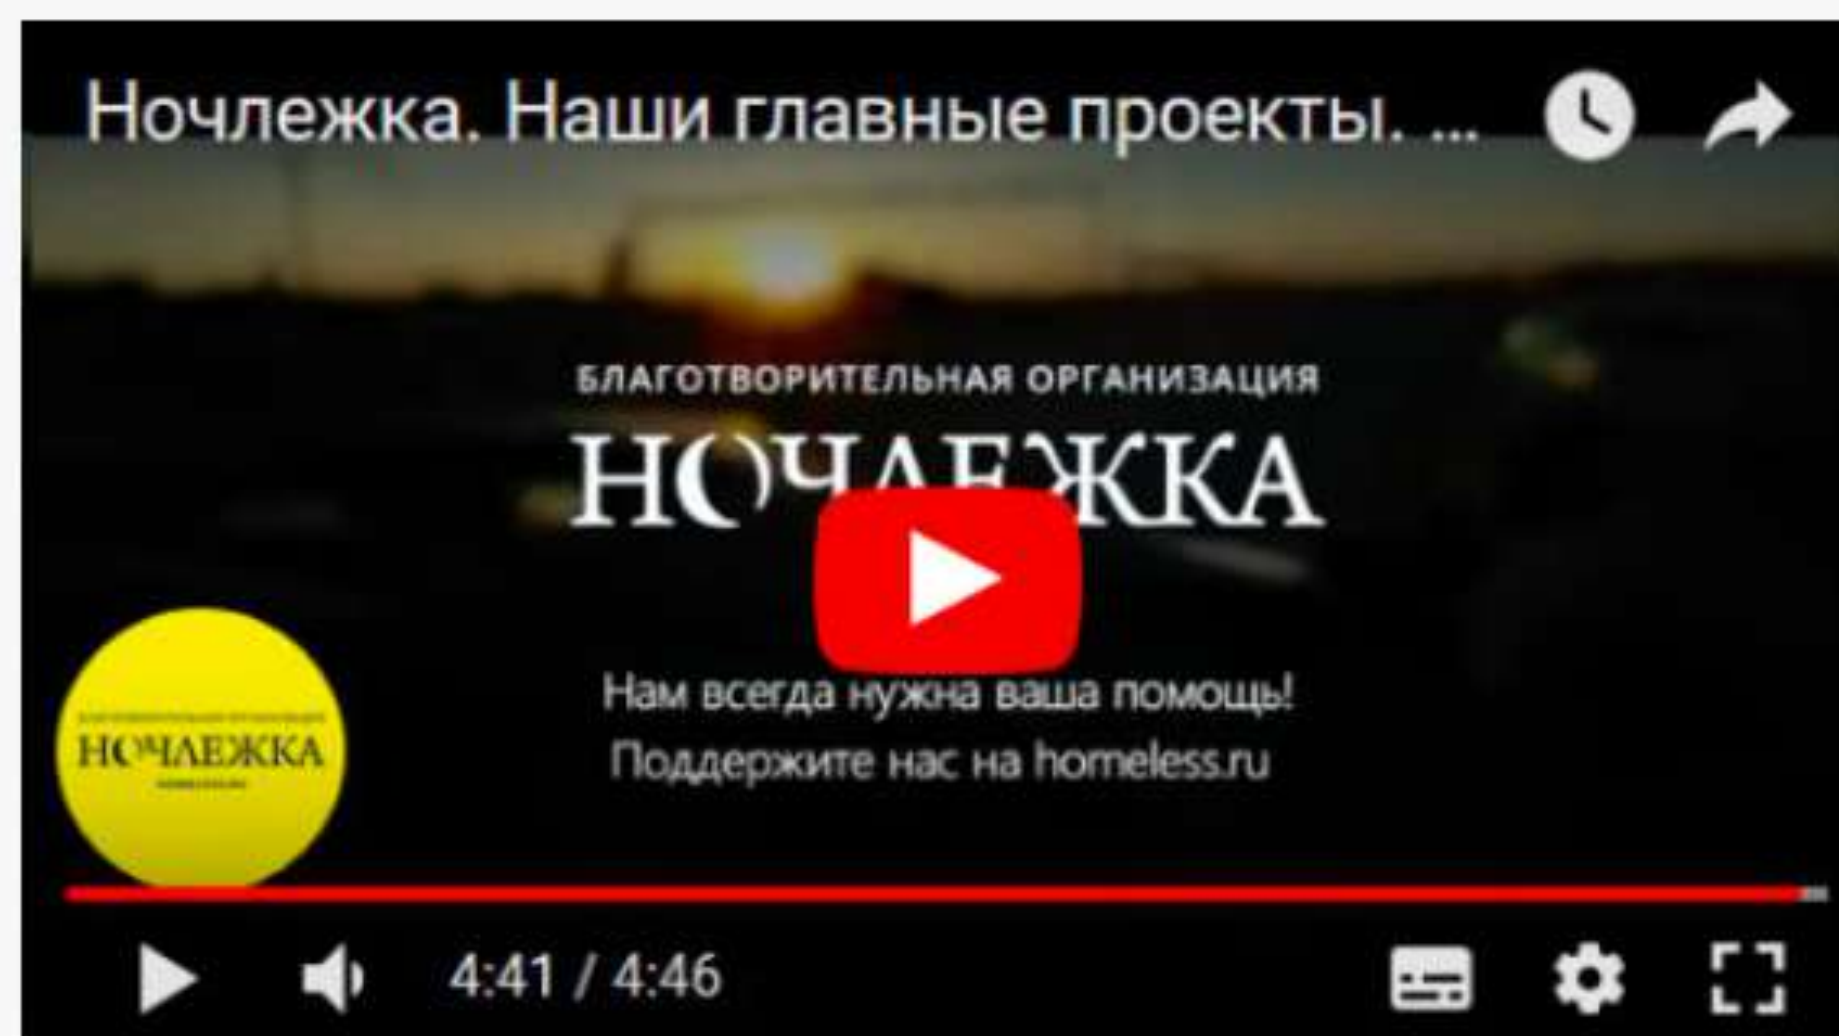 Ночлежка. Наши главные проекты. ...
БЛАГОТВОРИТЕЛЬНАЯ ОРГАНИЗАЦИЯ
НОЧЛЕЖКА
Нам всегда нужна ваша помощь!
Поддержите нас на homeless.ru
НОЧЛЕЖКА
4:41 / 4:46